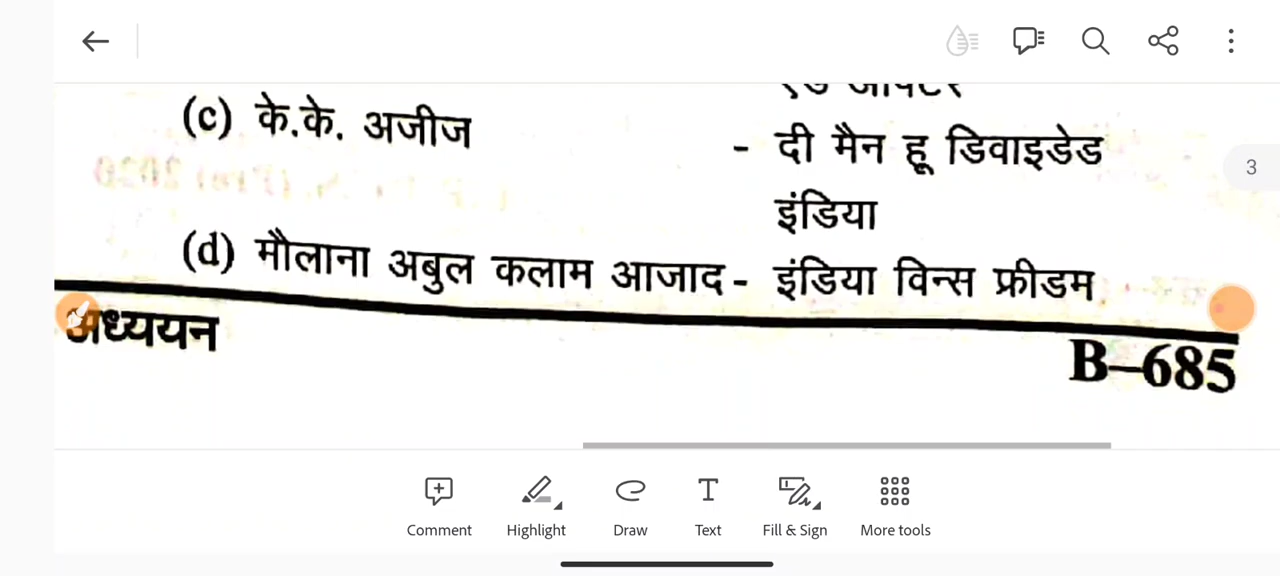 3
(c) के.के. अजीज - दी मैन हू डिवाइडेड
इंडिया
(d) मौलाना अबुल कलाम आजाद - इंडिया विन्स फ्रीडम
अध्ययन
B–685
Comment Highlight Draw Text Fill & Sign More tools